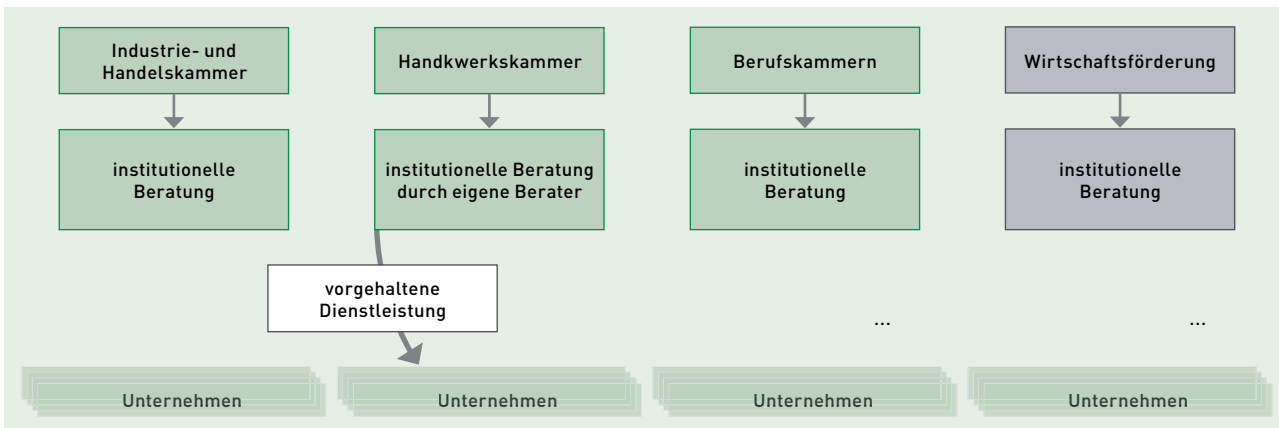 Industrie- und
Handelskammer
Handkwerkskammer
Berufskammern
Wirtschaftsförderung
institutionelle
Beratung
institutionelle Beratung
durch eigene Berater
institutionelle
Beratung
institutionelle
Beratung
vorgehaltene
Dienstleistung
...
...
Unternehmen
Unternehmen
Unternehmen
Unternehmen